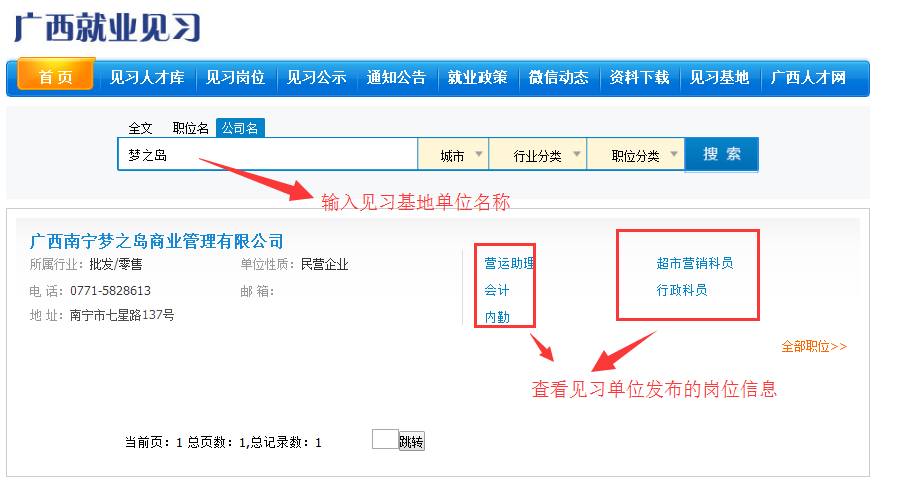 广西就业见习
首 页 见习人才库 见习岗位 见习公示 通知公告 就业政策 微信动态 资料下载 见习基地 广西人才网
全文 职位名 公司名
梦之岛 城市 行业分类 职位分类 搜 索
输入见习基地单位名称
广西南宁梦之岛商业管理有限公司
所属行业: 批发/零售 单位性质: 民营企业 营运助理 超市营销科员
电 话: 0771-5828613 邮 箱: 会计 行政科员
地 址: 南宁市七星路137号 内勤
全部职位>>
查看见习单位发布的岗位信息
当前页: 1 总页数: 1,总记录数: 1 跳转